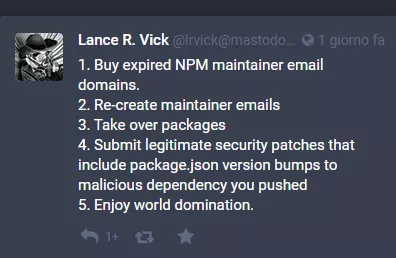 Lance R. Vick @lrvick@mastodo... 1 giorno fa
1. Buy expired NPM maintainer email
domains.
2. Re-create maintainer emails
3. Take over packages
4. Submit legitimate security patches that
include package.json version bumps to
malicious dependency you pushed
5. Enjoy world domination.
1+